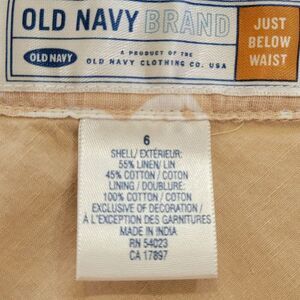 OLD NAVY BRAND
JUST
BELOW
WAIST
OLD NAVY
A PRODUCT OF THE
OLD NAVY CLOTHING CO. USA
6
SHELL/ EXTÉRIEUR:
55% LINEN/ LIN
45% COTTON / COTON
LINING / DOUBLURE:
100% COTTON / COTON
EXCLUSIVE OF DECORATION /
À L'EXCEPTION DES GARNITURES
MADE IN INDIA
RN 54023
CA 17897